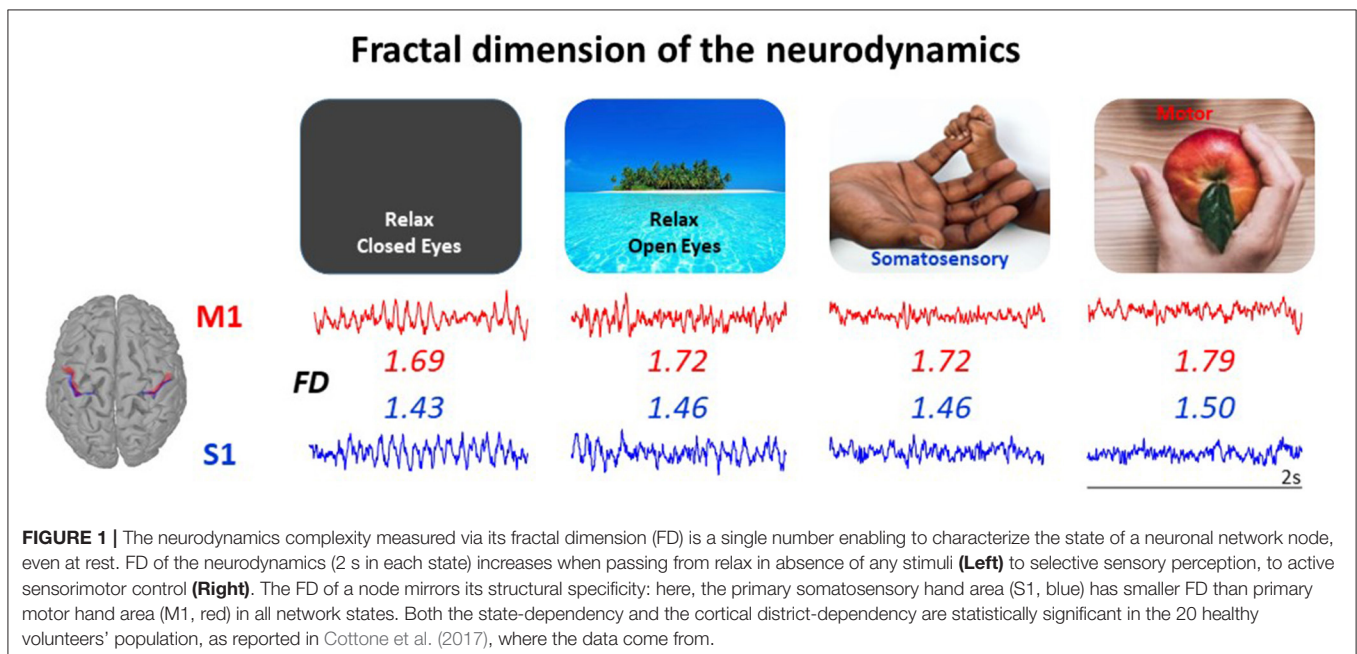 Fractal dimension of the neurodynamics
Relax
Closed Eyes
Relax
Open Eyes
Somatosensory
Motor
M1
FD
1.69
1.72
1.72
1.79
1.43
1.46
1.46
1.50
S1
2s
FIGURE 1 | The neurodynamics complexity measured via its fractal dimension (FD) is a single number enabling to characterize the state of a neuronal network node,
even at rest. FD of the neurodynamics (2 s in each state) increases when passing from relax in absence of any stimuli (Left) to selective sensory perception, to active
sensorimotor control (Right). The FD of a node mirrors its structural specificity: here, the primary somatosensory hand area (S1, blue) has smaller FD than primary
motor hand area (M1, red) in all network states. Both the state-dependency and the cortical district-dependency are statistically significant in the 20 healthy
volunteers' population, as reported in Cottone et al. (2017), where the data come from.